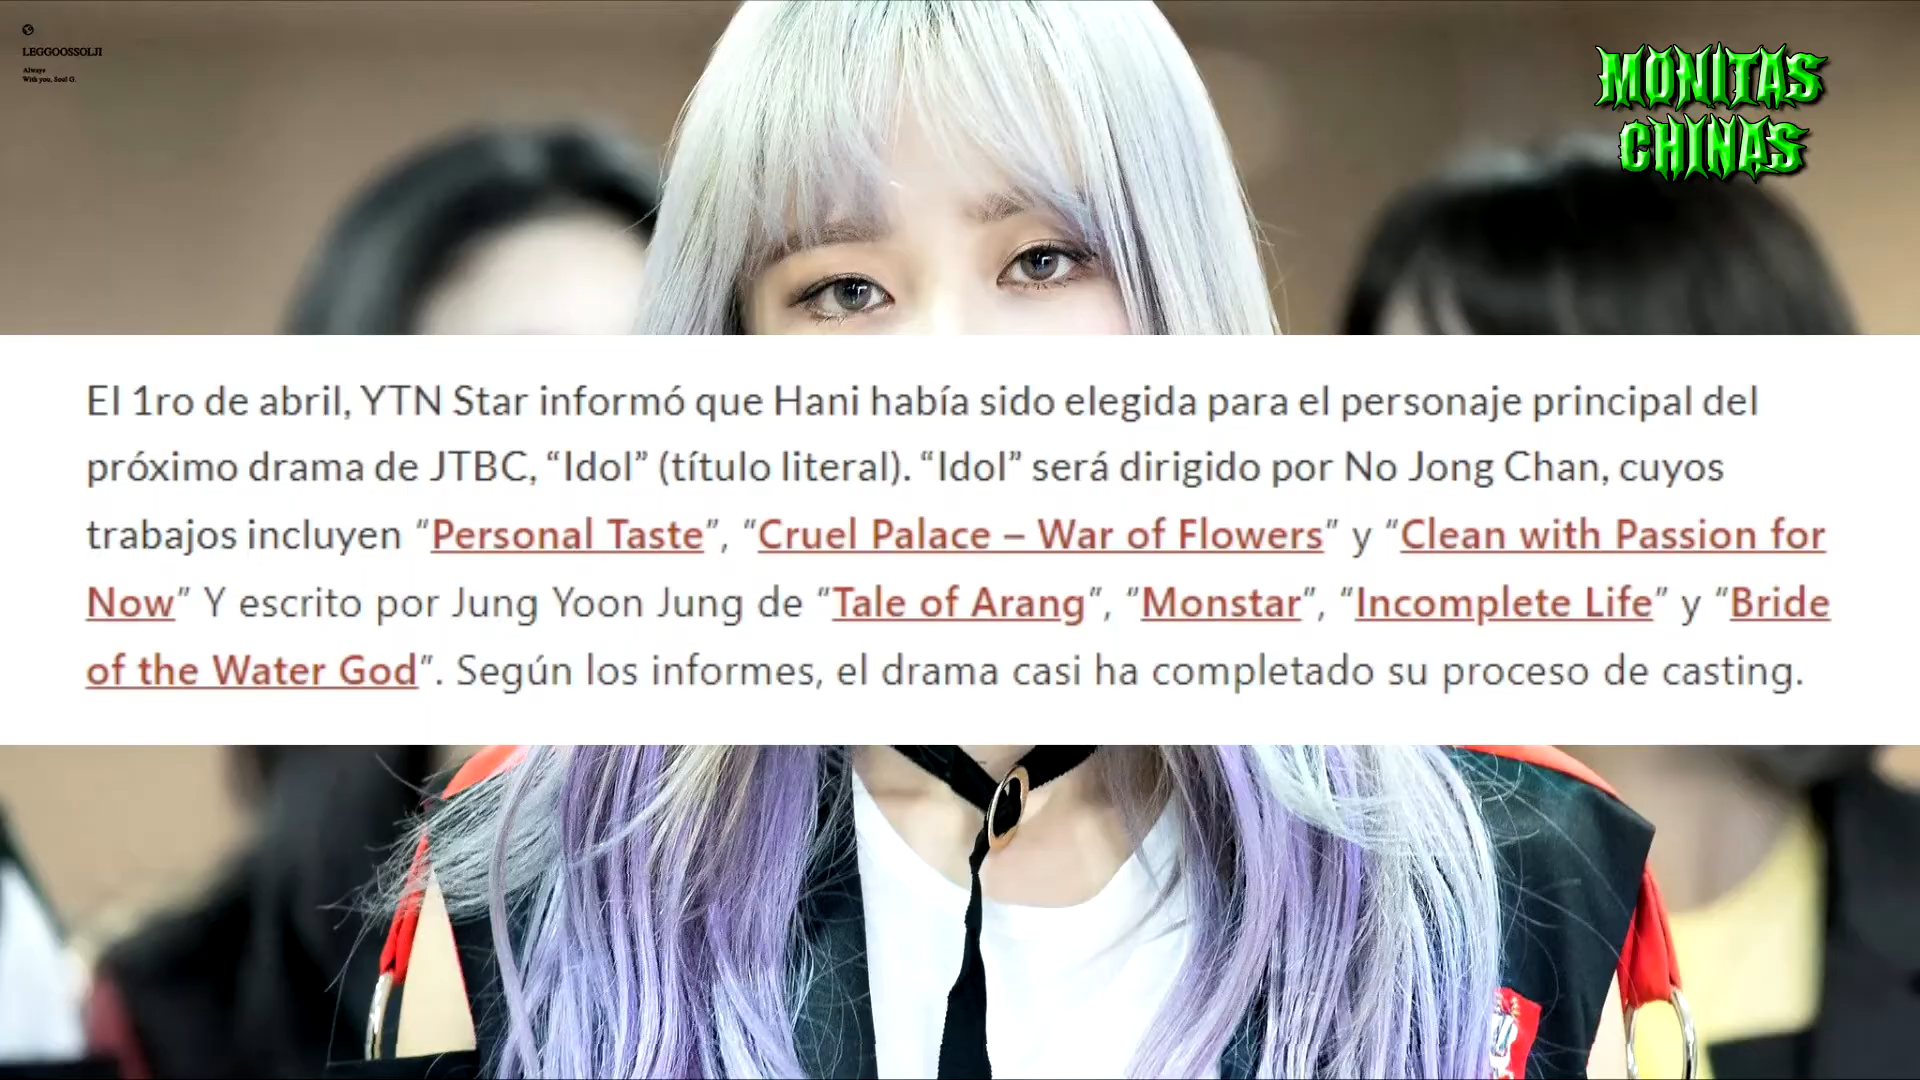 LEGGOOSSOLJI
Always
With you, Soul G.
MONITAS
CHINAS
El 1ro de abril, YTN Star informó que Hani había sido elegida para el personaje principal del
próximo drama de JTBC, “Idol” (título literal). “Idol” será dirigido por No Jong Chan, cuyos
trabajos incluyen “Personal Taste”, “Cruel Palace – War of Flowers” y “Clean with Passion for
Now” Y escrito por Jung Yoon Jung de “Tale of Arang”, “Monstar”, “Incomplete Life” y “Bride
of the Water God”. Según los informes, el drama casi ha completado su proceso de casting.